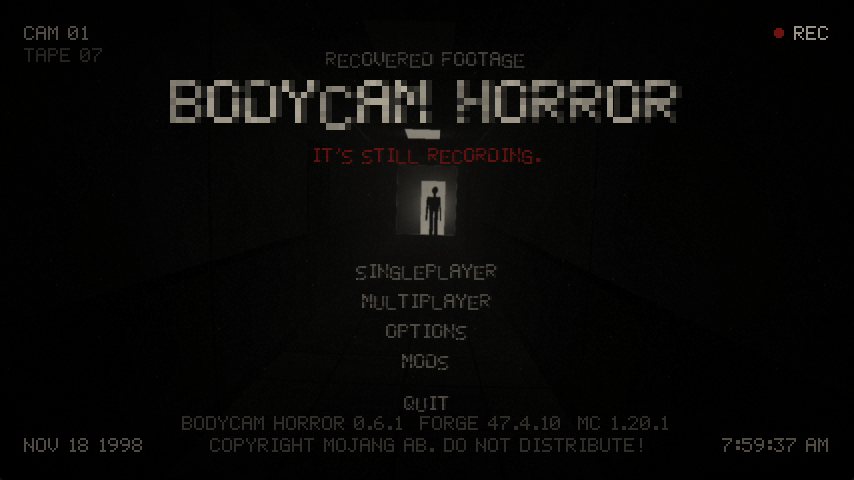 CAM 01
REC
TAPE 07
RECOVERED FOOTAGE
BODYCAM HORROR
IT'S STILL RECORDING.
SINGLEPLAYER
MULTIPLAYER
OPTIONS
MODS
QUIT
BODYCAM HORROR 0.6.1 FORGE 47.4.10 MC 1.20.1
NOV 18 1998
COPYRIGHT MOJANG AB. DO NOT DISTRIBUTE!
7:59:37 AM